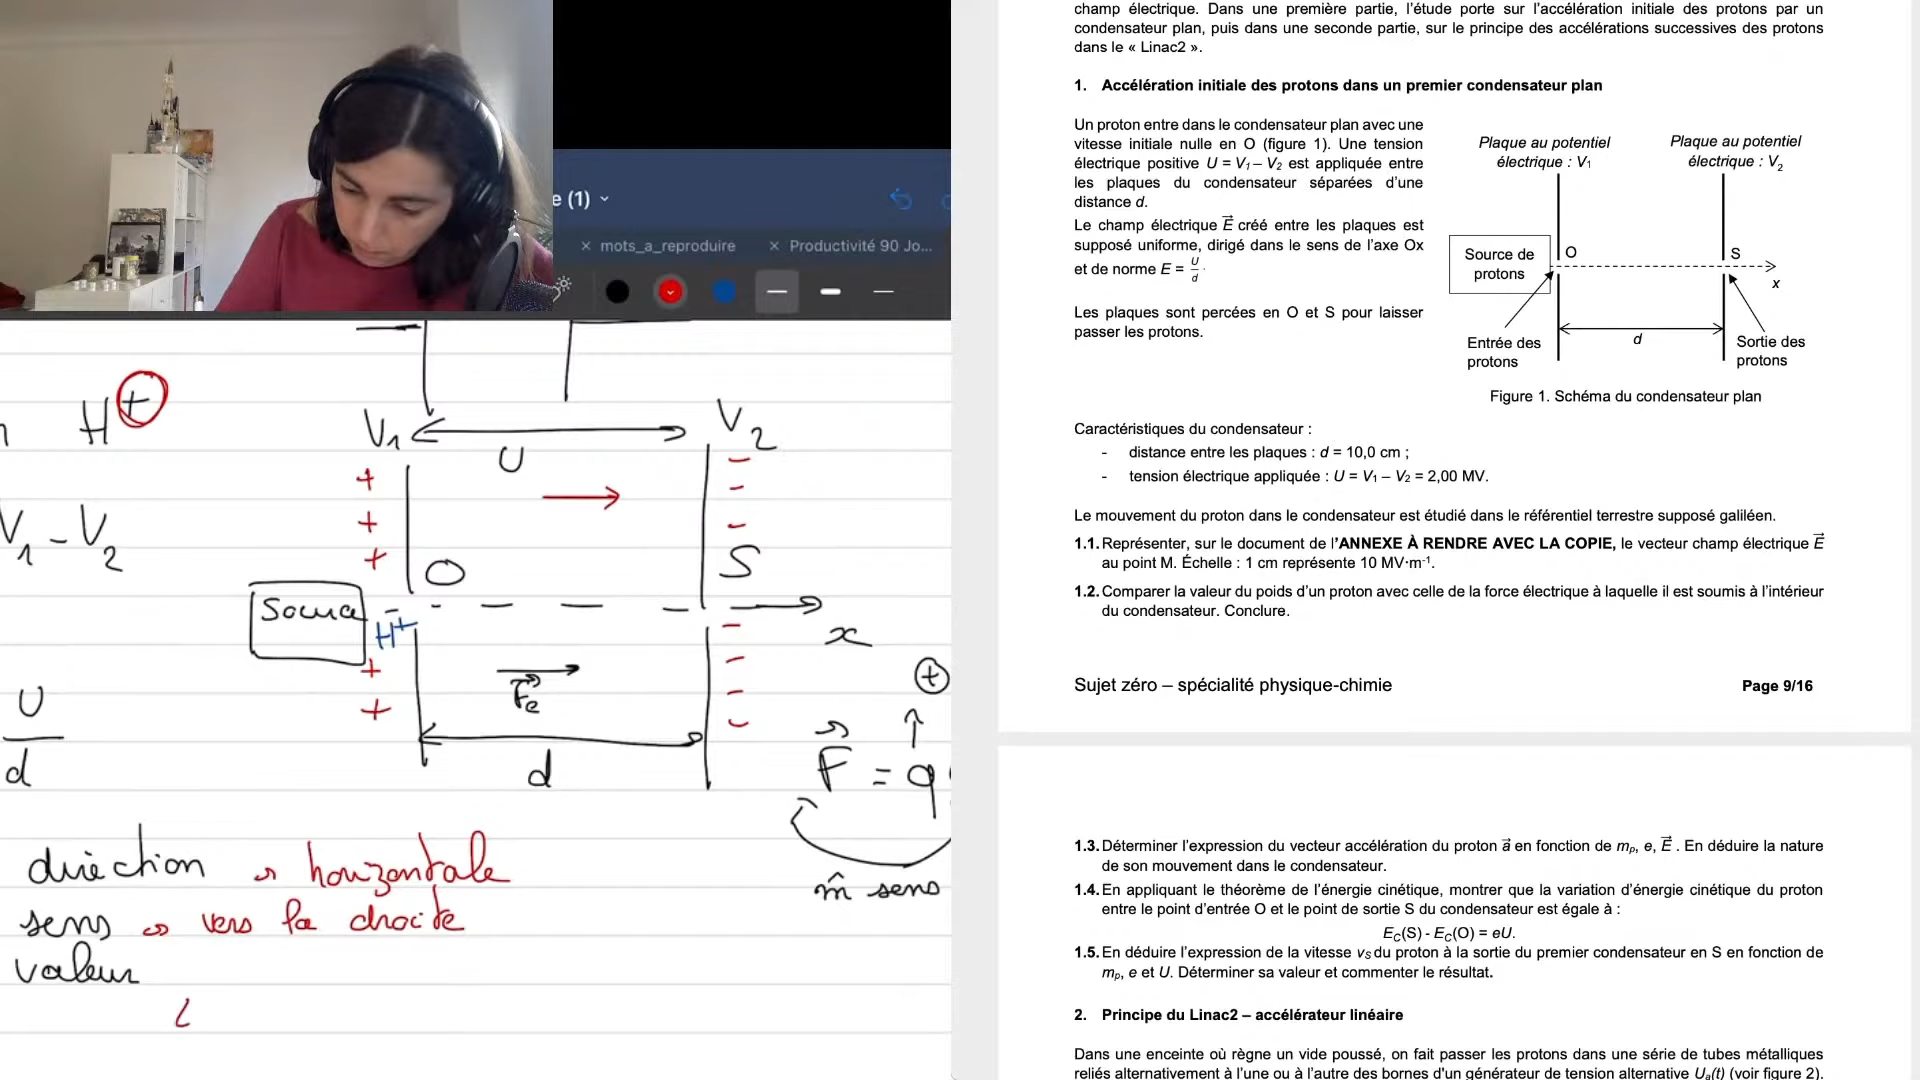 e (1)
mots_a_reproduire
Productivité 90 Jo...
H+
V1 U V2
V1 - V2
+ + +
O S
Source
H+
x
+
+
Fe
U
d
d
F = q
+
m̂ sens
direction → horizontale
sens → vers la droite
valeur
champ électrique. Dans une première partie, l'étude porte sur l'accélération initiale des protons par un
condensateur plan, puis dans une seconde partie, sur le principe des accélérations successives des protons
dans le « Linac2 ».
1. Accélération initiale des protons dans un premier condensateur plan
Un proton entre dans le condensateur plan avec une
vitesse initiale nulle en O (figure 1). Une tension
électrique positive U = V1 – V2 est appliquée entre
les plaques du condensateur séparées d'une
distance d.
Le champ électrique E⃗ créé entre les plaques est
supposé uniforme, dirigé dans le sens de l'axe Ox
et de norme E = U/d.
Les plaques sont percées en O et S pour laisser
passer les protons.
Plaque au potentiel
électrique : V1
Plaque au potentiel
électrique : V2
Source de
protons
O
S
x
d
Entrée des
protons
Sortie des
protons
Figure 1. Schéma du condensateur plan
Caractéristiques du condensateur :
- distance entre les plaques : d = 10,0 cm ;
- tension électrique appliquée : U = V1 – V2 = 2,00 MV.
Le mouvement du proton dans le condensateur est étudié dans le référentiel terrestre supposé galiléen.
1.1. Représenter, sur le document de l'ANNEXE À RENDRE AVEC LA COPIE, le vecteur champ électrique E⃗
au point M. Échelle : 1 cm représente 10 MV·m-1.
1.2. Comparer la valeur du poids d'un proton avec celle de la force électrique à laquelle il est soumis à l'intérieur
du condensateur. Conclure.
Sujet zéro – spécialité physique-chimie
Page 9/16
1.3. Déterminer l'expression du vecteur accélération du proton a⃗ en fonction de mp, e, E⃗ . En déduire la nature
de son mouvement dans le condensateur.
1.4. En appliquant le théorème de l'énergie cinétique, montrer que la variation d'énergie cinétique du proton
entre le point d'entrée O et le point de sortie S du condensateur est égale à :
EC(S) - EC(O) = eU.
1.5. En déduire l'expression de la vitesse vS du proton à la sortie du premier condensateur en S en fonction de
mp, e et U. Déterminer sa valeur et commenter le résultat.
2. Principe du Linac2 – accélérateur linéaire
Dans une enceinte où règne un vide poussé, on fait passer les protons dans une série de tubes métalliques
reliés alternativement à l'une ou à l'autre des bornes d'un générateur de tension alternative Ua(t) (voir figure 2).